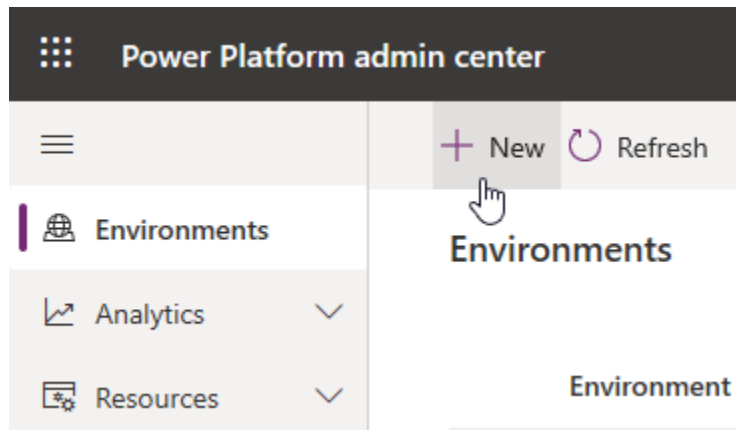 Power Platform admin center
New Refresh
Environments
Environments
Analytics
Resources
Environment